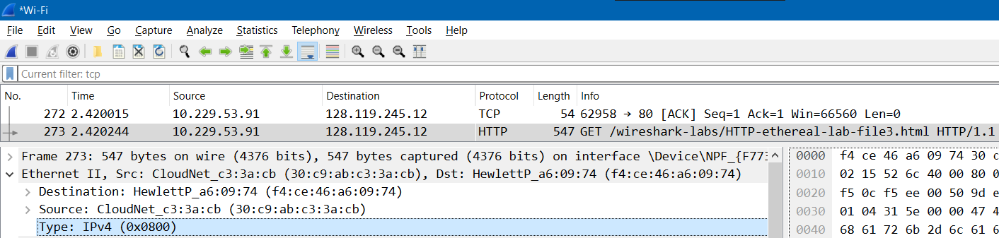 *Wi-Fi
File Edit View Go Capture Analyze Statistics Telephony Wireless Tools Help
Current filter: tcp
No. Time Source Destination Protocol Length Info
272 2.420015 10.229.53.91 128.119.245.12 TCP 54 62958 → 80 [ACK] Seq=1 Ack=1 Win=66560 Len=0
273 2.420244 10.229.53.91 128.119.245.12 HTTP 547 GET /wireshark-labs/HTTP-ethereal-lab-file3.html HTTP/1.1
Frame 273: 547 bytes on wire (4376 bits), 547 bytes captured (4376 bits) on interface \Device\NPF_{F773
Ethernet II, Src: CloudNet_c3:3a:cb (30:c9:ab:c3:3a:cb), Dst: HewlettP_a6:09:74 (f4:ce:46:a6:09:74)
Destination: HewlettP_a6:09:74 (f4:ce:46:a6:09:74)
Source: CloudNet_c3:3a:cb (30:c9:ab:c3:3a:cb)
Type: IPv4 (0x0800)
0000 f4 ce 46 a6 09 74 30
0010 02 15 52 6c 40 00 80
0020 f5 0c f5 ee 00 50 9d
0030 01 04 31 5e 00 00 47
0040 68 61 72 6b 2d 6c 61